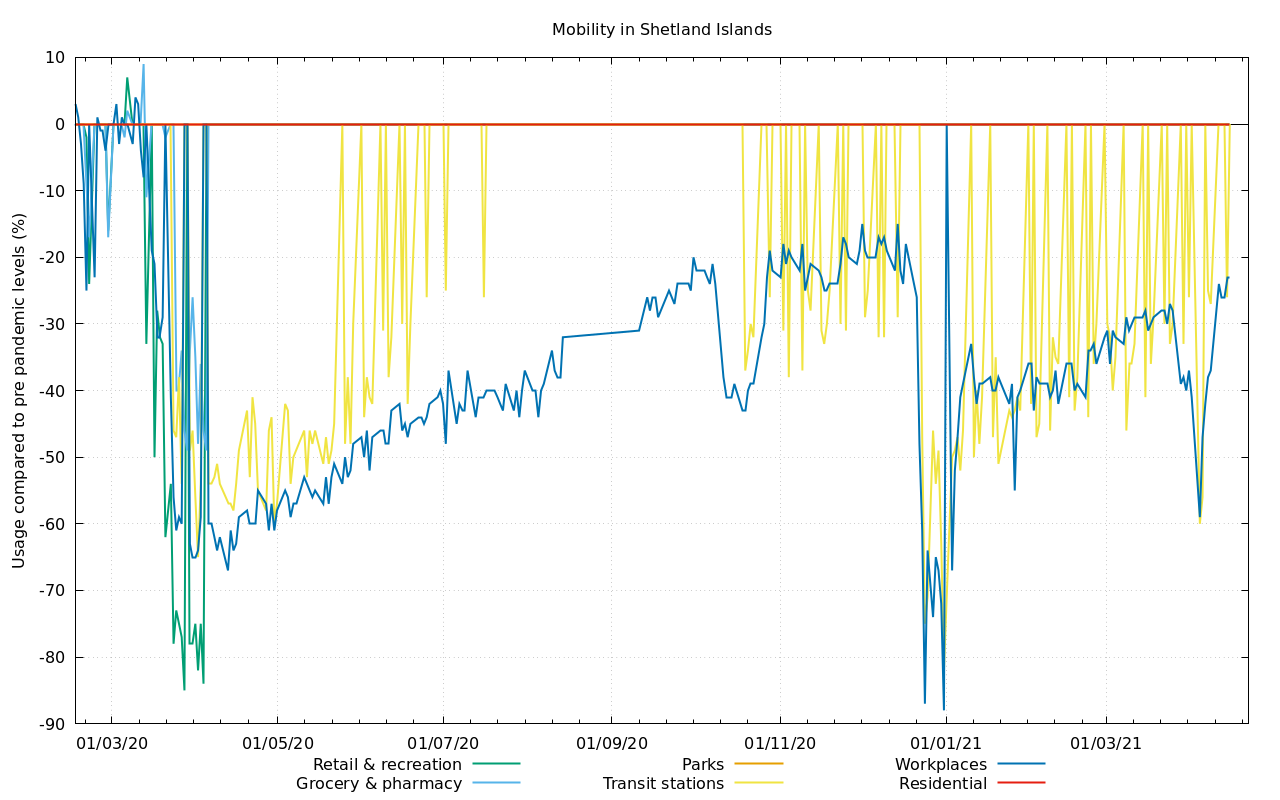 Mobility in Shetland Islands
Usage compared to pre pandemic levels (%)
10
0
-10
-20
-30
-40
-50
-60
-70
-80
-90
01/03/20 01/05/20 01/07/20 01/09/20 01/11/20 01/01/21 01/03/21
Retail & recreation Parks Workplaces
Grocery & pharmacy Transit stations Residential